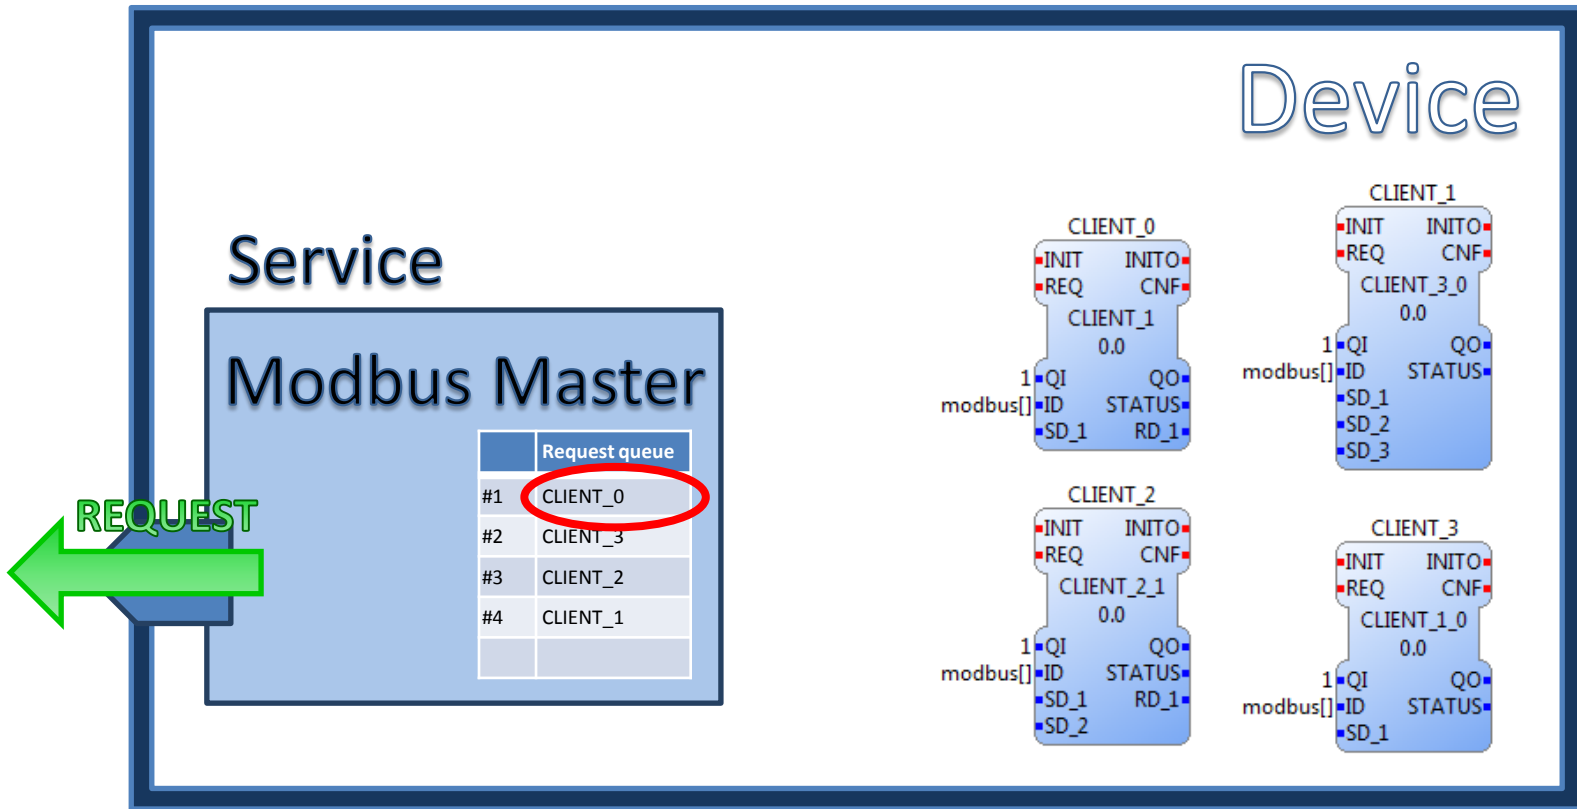 Device
Service
Modbus Master
Request queue
#1 CLIENT_0
#2 CLIENT_3
#3 CLIENT_2
#4 CLIENT_1
REQUEST
CLIENT_0
INIT INITO
REQ CNF
CLIENT_1
0.0
1 QI QO
modbus[] ID STATUS
SD_1 RD_1
CLIENT_1
INIT INITO
REQ CNF
CLIENT_3_0
0.0
1 QI QO
modbus[] ID STATUS
SD_1
SD_2
SD_3
CLIENT_2
INIT INITO
REQ CNF
CLIENT_2_1
0.0
1 QI QO
modbus[] ID STATUS
SD_1 RD_1
SD_2
CLIENT_3
INIT INITO
REQ CNF
CLIENT_1_0
0.0
1 QI QO
modbus[] ID STATUS
SD_1